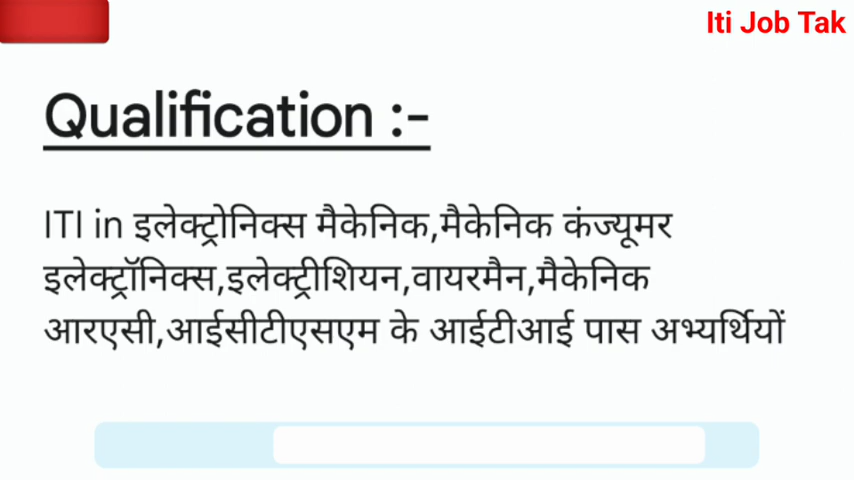 Iti Job Tak
Qualification :-
ITI in इलेक्ट्रोनिक्स मैकेनिक,मैकेनिक कंज्यूमर
इलेक्ट्रॉनिक्स,इलेक्ट्रीशियन,वायरमैन,मैकेनिक
आरएसी,आईसीटीएसएम के आईटीआई पास अभ्यर्थियों